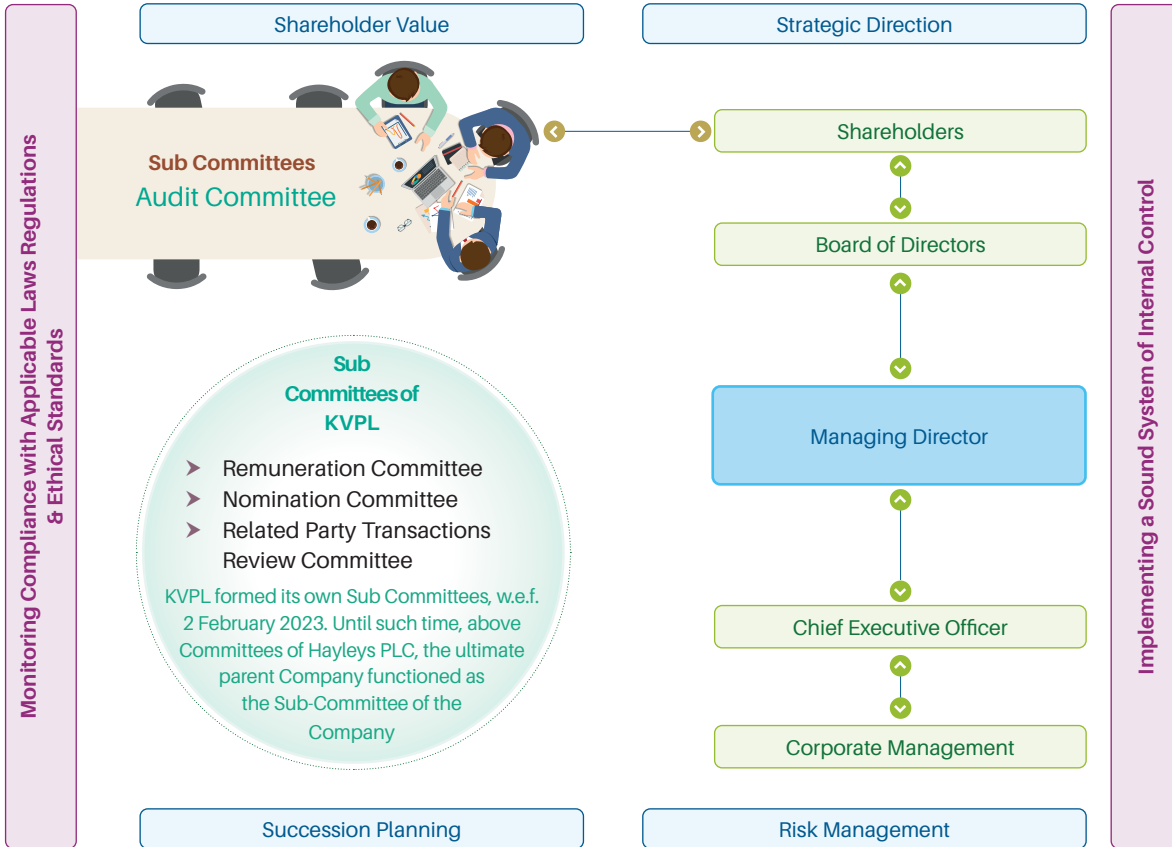 Shareholder Value
Strategic Direction
Monitoring Compliance with Applicable Laws Regulations
& Ethical Standards
Sub Committees
Audit Committee
Sub
Committees of
KVPL
➤ Remuneration Committee
➤ Nomination Committee
➤ Related Party Transactions
Review Committee
KVPL formed its own Sub Committees, w.e.f.
2 February 2023. Until such time, above
Committees of Hayleys PLC, the ultimate
parent Company functioned as
the Sub-Committee of the
Company
Shareholders
Board of Directors
Managing Director
Chief Executive Officer
Corporate Management
Implementing a Sound System of Internal Control
Succession Planning
Risk Management